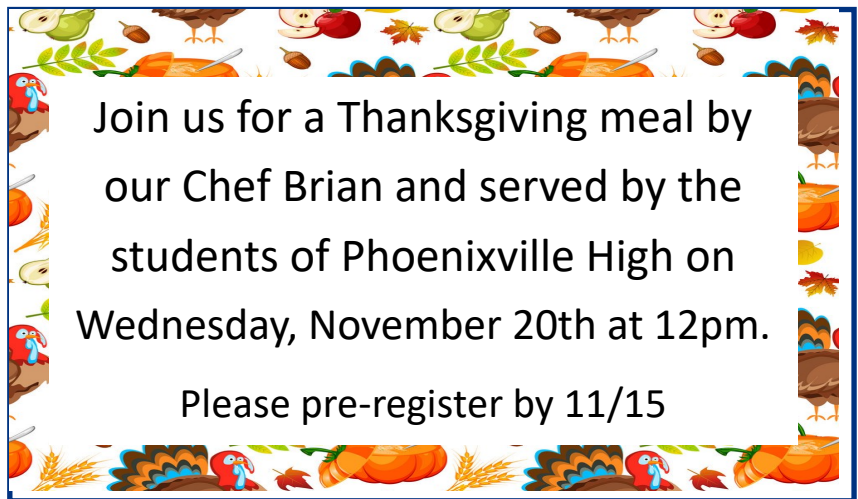 Join us for a Thanksgiving meal by
our Chef Brian and served by the
students of Phoenixville High on
Wednesday, November 20th at 12pm.
Please pre-register by 11/15